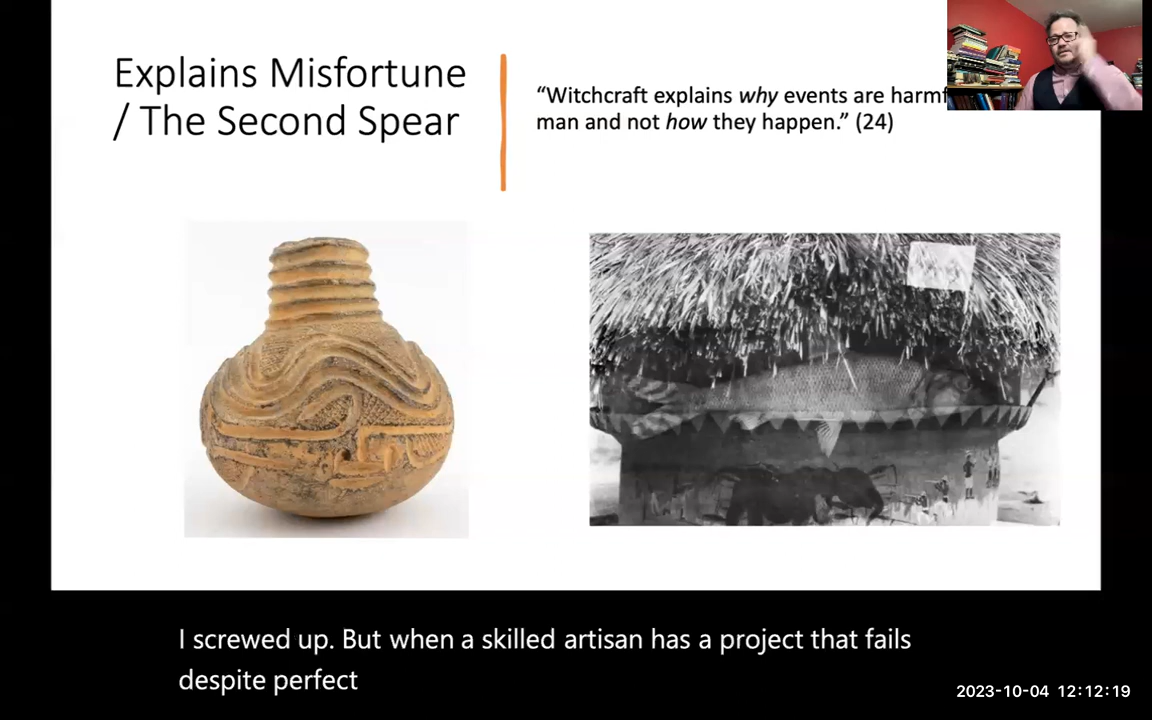 Explains Misfortune
/ The Second Spear
“Witchcraft explains why events are
man and not how they happen.” (24)
I screwed up. But when a skilled artisan has a project that fails
despite perfect
2023-10-04 12:12:19